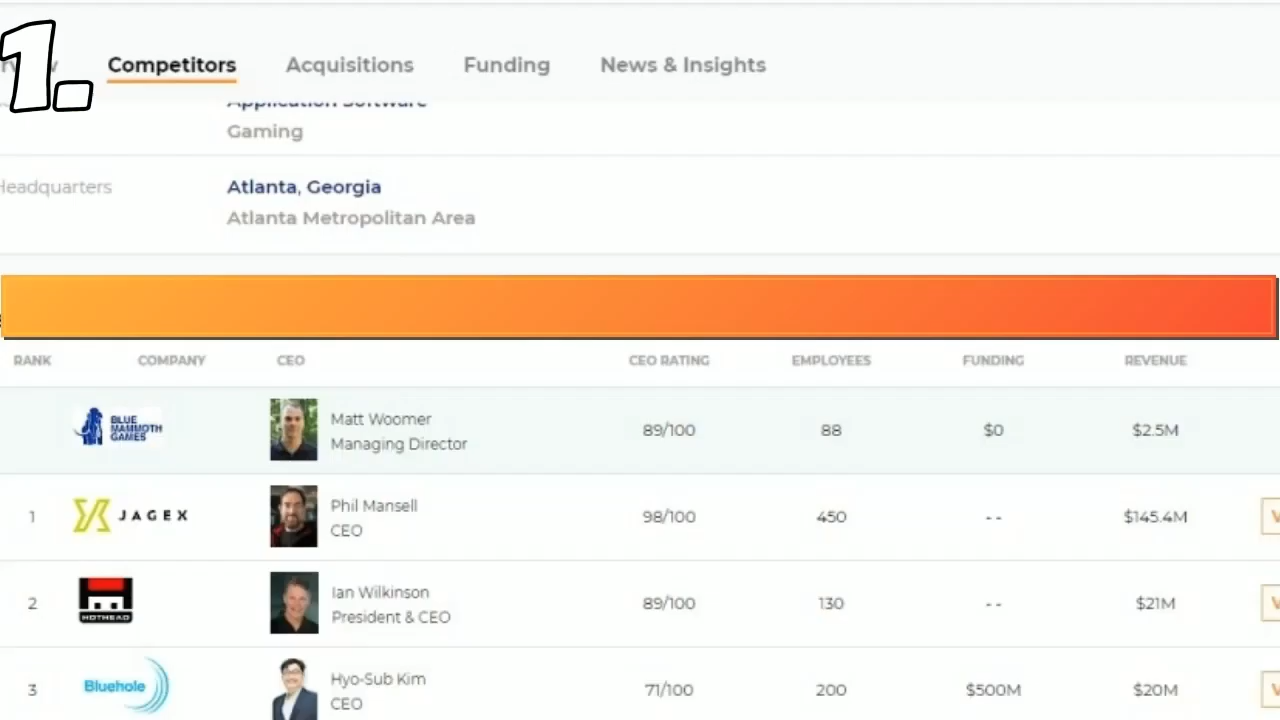 1.
Competitors Acquisitions Funding News & Insights
Application Software
Gaming
Headquarters Atlanta, Georgia
Atlanta Metropolitan Area
RANK COMPANY CEO CEO RATING EMPLOYEES FUNDING REVENUE
BLUE
MAMMOTH
GAMES
Matt Woomer
Managing Director
89/100 88 $0 $2.5M
1 JAGEX Phil Mansell
CEO
98/100 450 -- $145.4M
2 HOTHEAD Ian Wilkinson
President & CEO
89/100 130 -- $21M
3 Bluehole Hyo-Sub Kim
CEO
71/100 200 $500M $20M